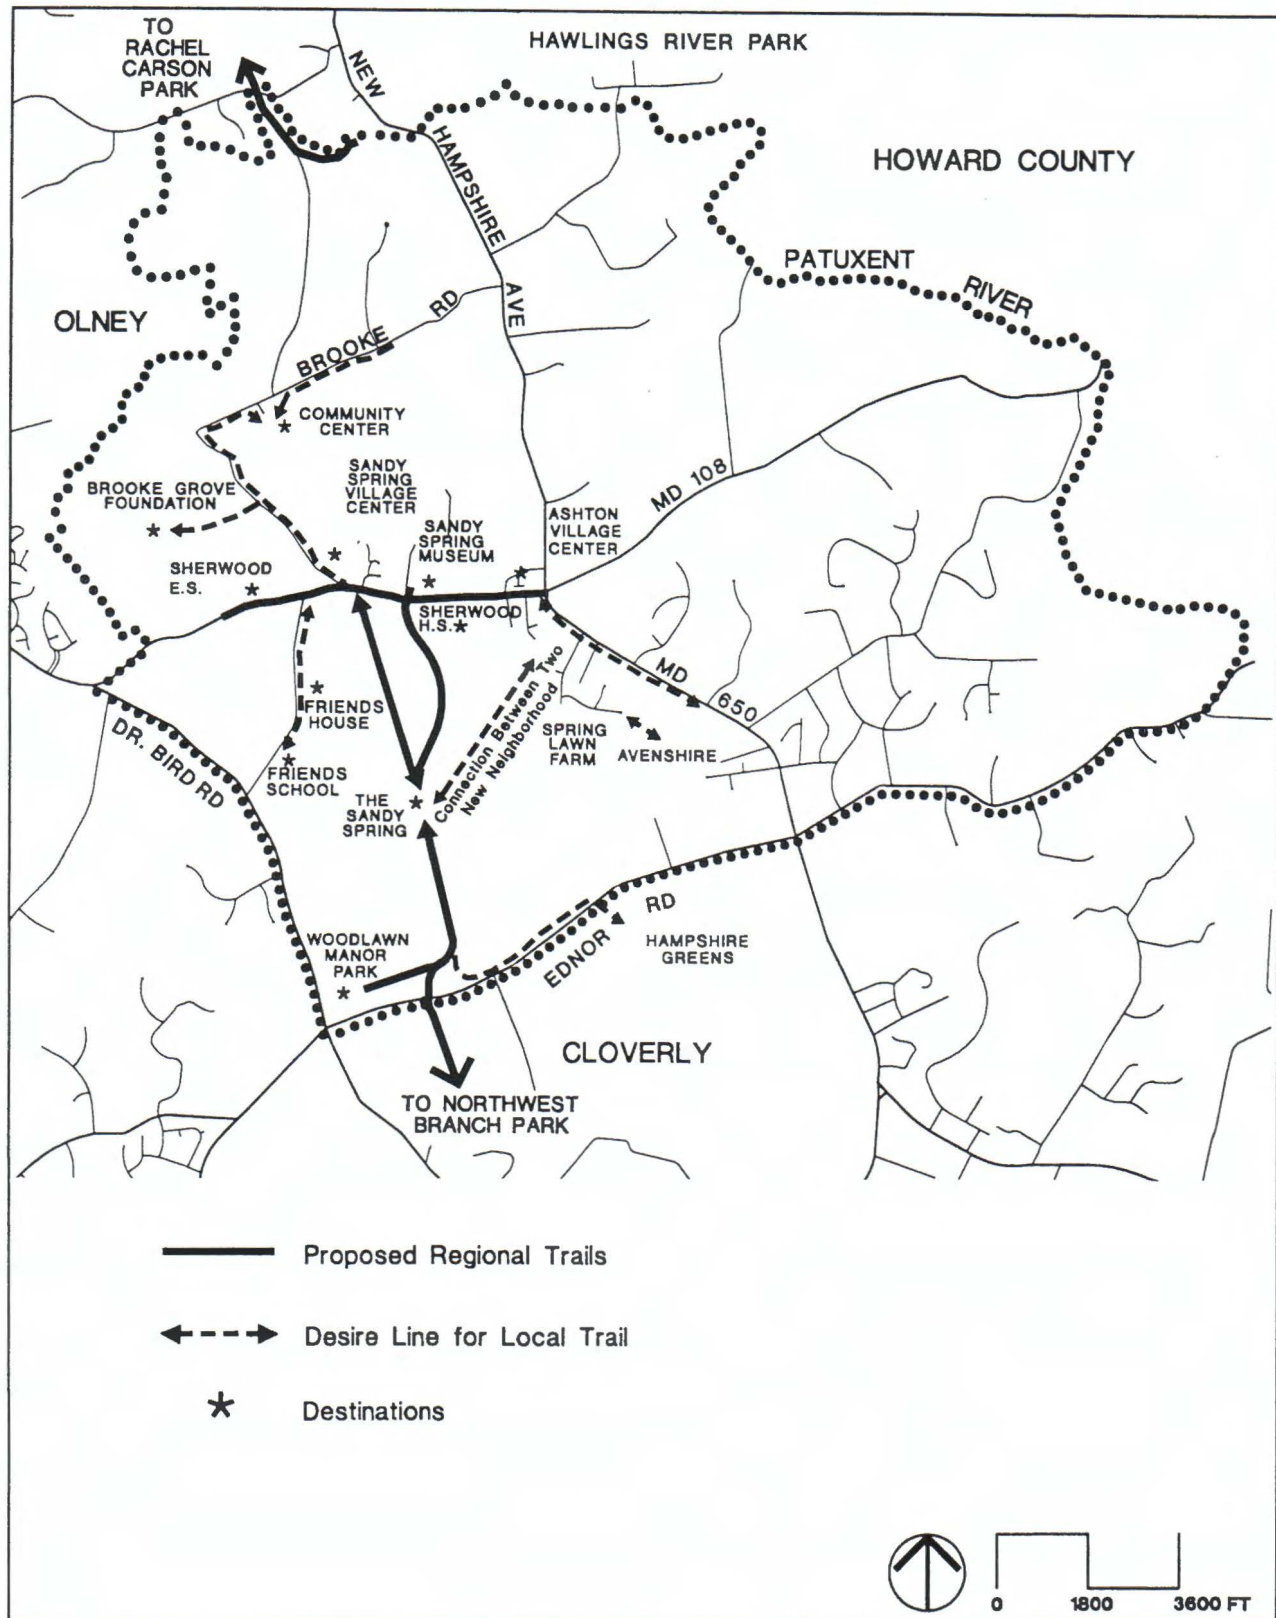 TO
RACHEL
CARSON
PARK
NEW
HAMPSHIRE
AVE
HAWLINGS RIVER PARK
HOWARD COUNTY
PATUXENT
RIVER
OLNEY
BROOKE RD
COMMUNITY
CENTER
SANDY
SPRING
VILLAGE
CENTER
BROOKE GROVE
FOUNDATION
SANDY
SPRING
MUSEUM
ASHTON
VILLAGE
CENTER
MD 108
SHERWOOD
E.S.
SHERWOOD
H.S.
MD 650
FRIENDS
HOUSE
FRIENDS
SCHOOL
DR. BIRD RD
THE
SANDY
SPRING
Connection Between Two
New Neighborhood
SPRING
LAWN
FARM
AVENSHIRE
WOODLAWN
MANOR
PARK
EDNOR RD
HAMPSHIRE
GREENS
CLOVERLY
TO NORTHWEST
BRANCH PARK
Proposed Regional Trails
Desire Line for Local Trail
Destinations
0 1800 3600 FT